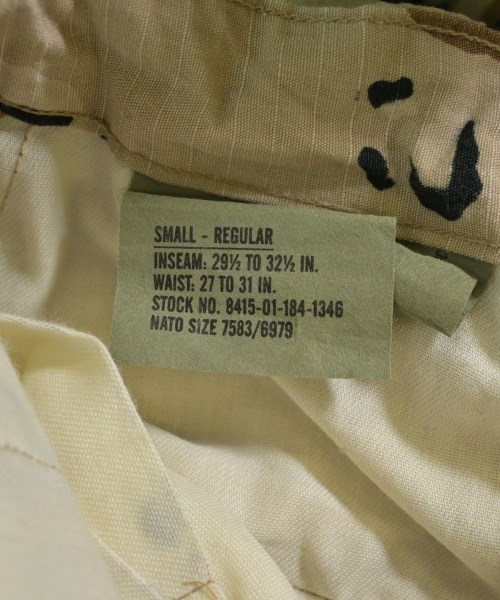 SMALL - REGULAR
INSEAM: 29½ TO 32½ IN.
WAIST: 27 TO 31 IN.
STOCK NO. 8415-01-184-1346
NATO SIZE 7583/6979